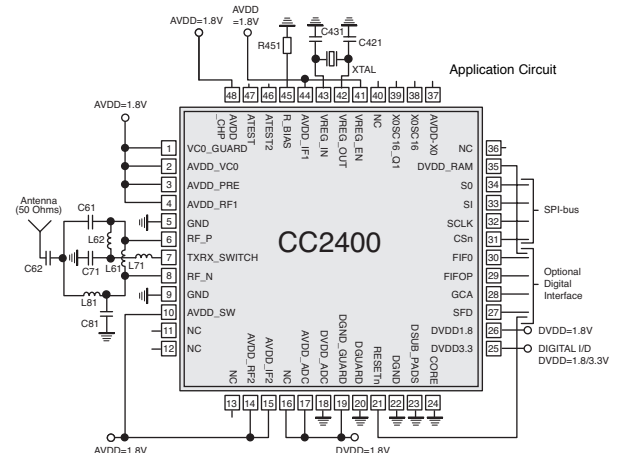 AVDD=1.8V
AVDD
=1.8V
R451
C431
C421
XTAL
Application Circuit
48
47
46
45
44
43
42
41
40
39
38
37
AVDD
_CHP
ATEST
ATEST2
R_BIAS
AVDD_IF1
VREG_IN
VREG_OUT
VREG_EN
NC
X0SC16_Q1
X0SC16
AVDD-X0
AVDD=1.8V
1 VC0_GUARD
2 AVDD_VC0
3 AVDD_PRE
4 AVDD_RF1
5 GND
6 RF_P
7 TXRX_SWITCH
8 RF_N
9 GND
10 AVDD_SW
11 NC
12 NC
Antenna
(50 Ohms)
C61
L62
C62
C71
L61
L71
L81
C81
CC2400
NC 36
DVDD_RAM 35
S0 34
SI 33
SCLK 32
CSn 31
FIF0 30
FIFOP 29
GCA 28
SFD 27
DVDD1.8 26
DVDD3.3 25
SPI-bus
Optional
Digital
Interface
DVDD=1.8V
DIGITAL I/D
DVDD=1.8/3.3V
NC
AVDD_RF2
AVDD_IF2
NC
AVDD_ADC
DVDD_ADC
DGND_GUARD
DGUARD
RESETn
DGND
DSUB_PADS
CORE
13
14
15
16
17
18
19
20
21
22
23
24
AVDD=1.8V
DVDD=1.8V